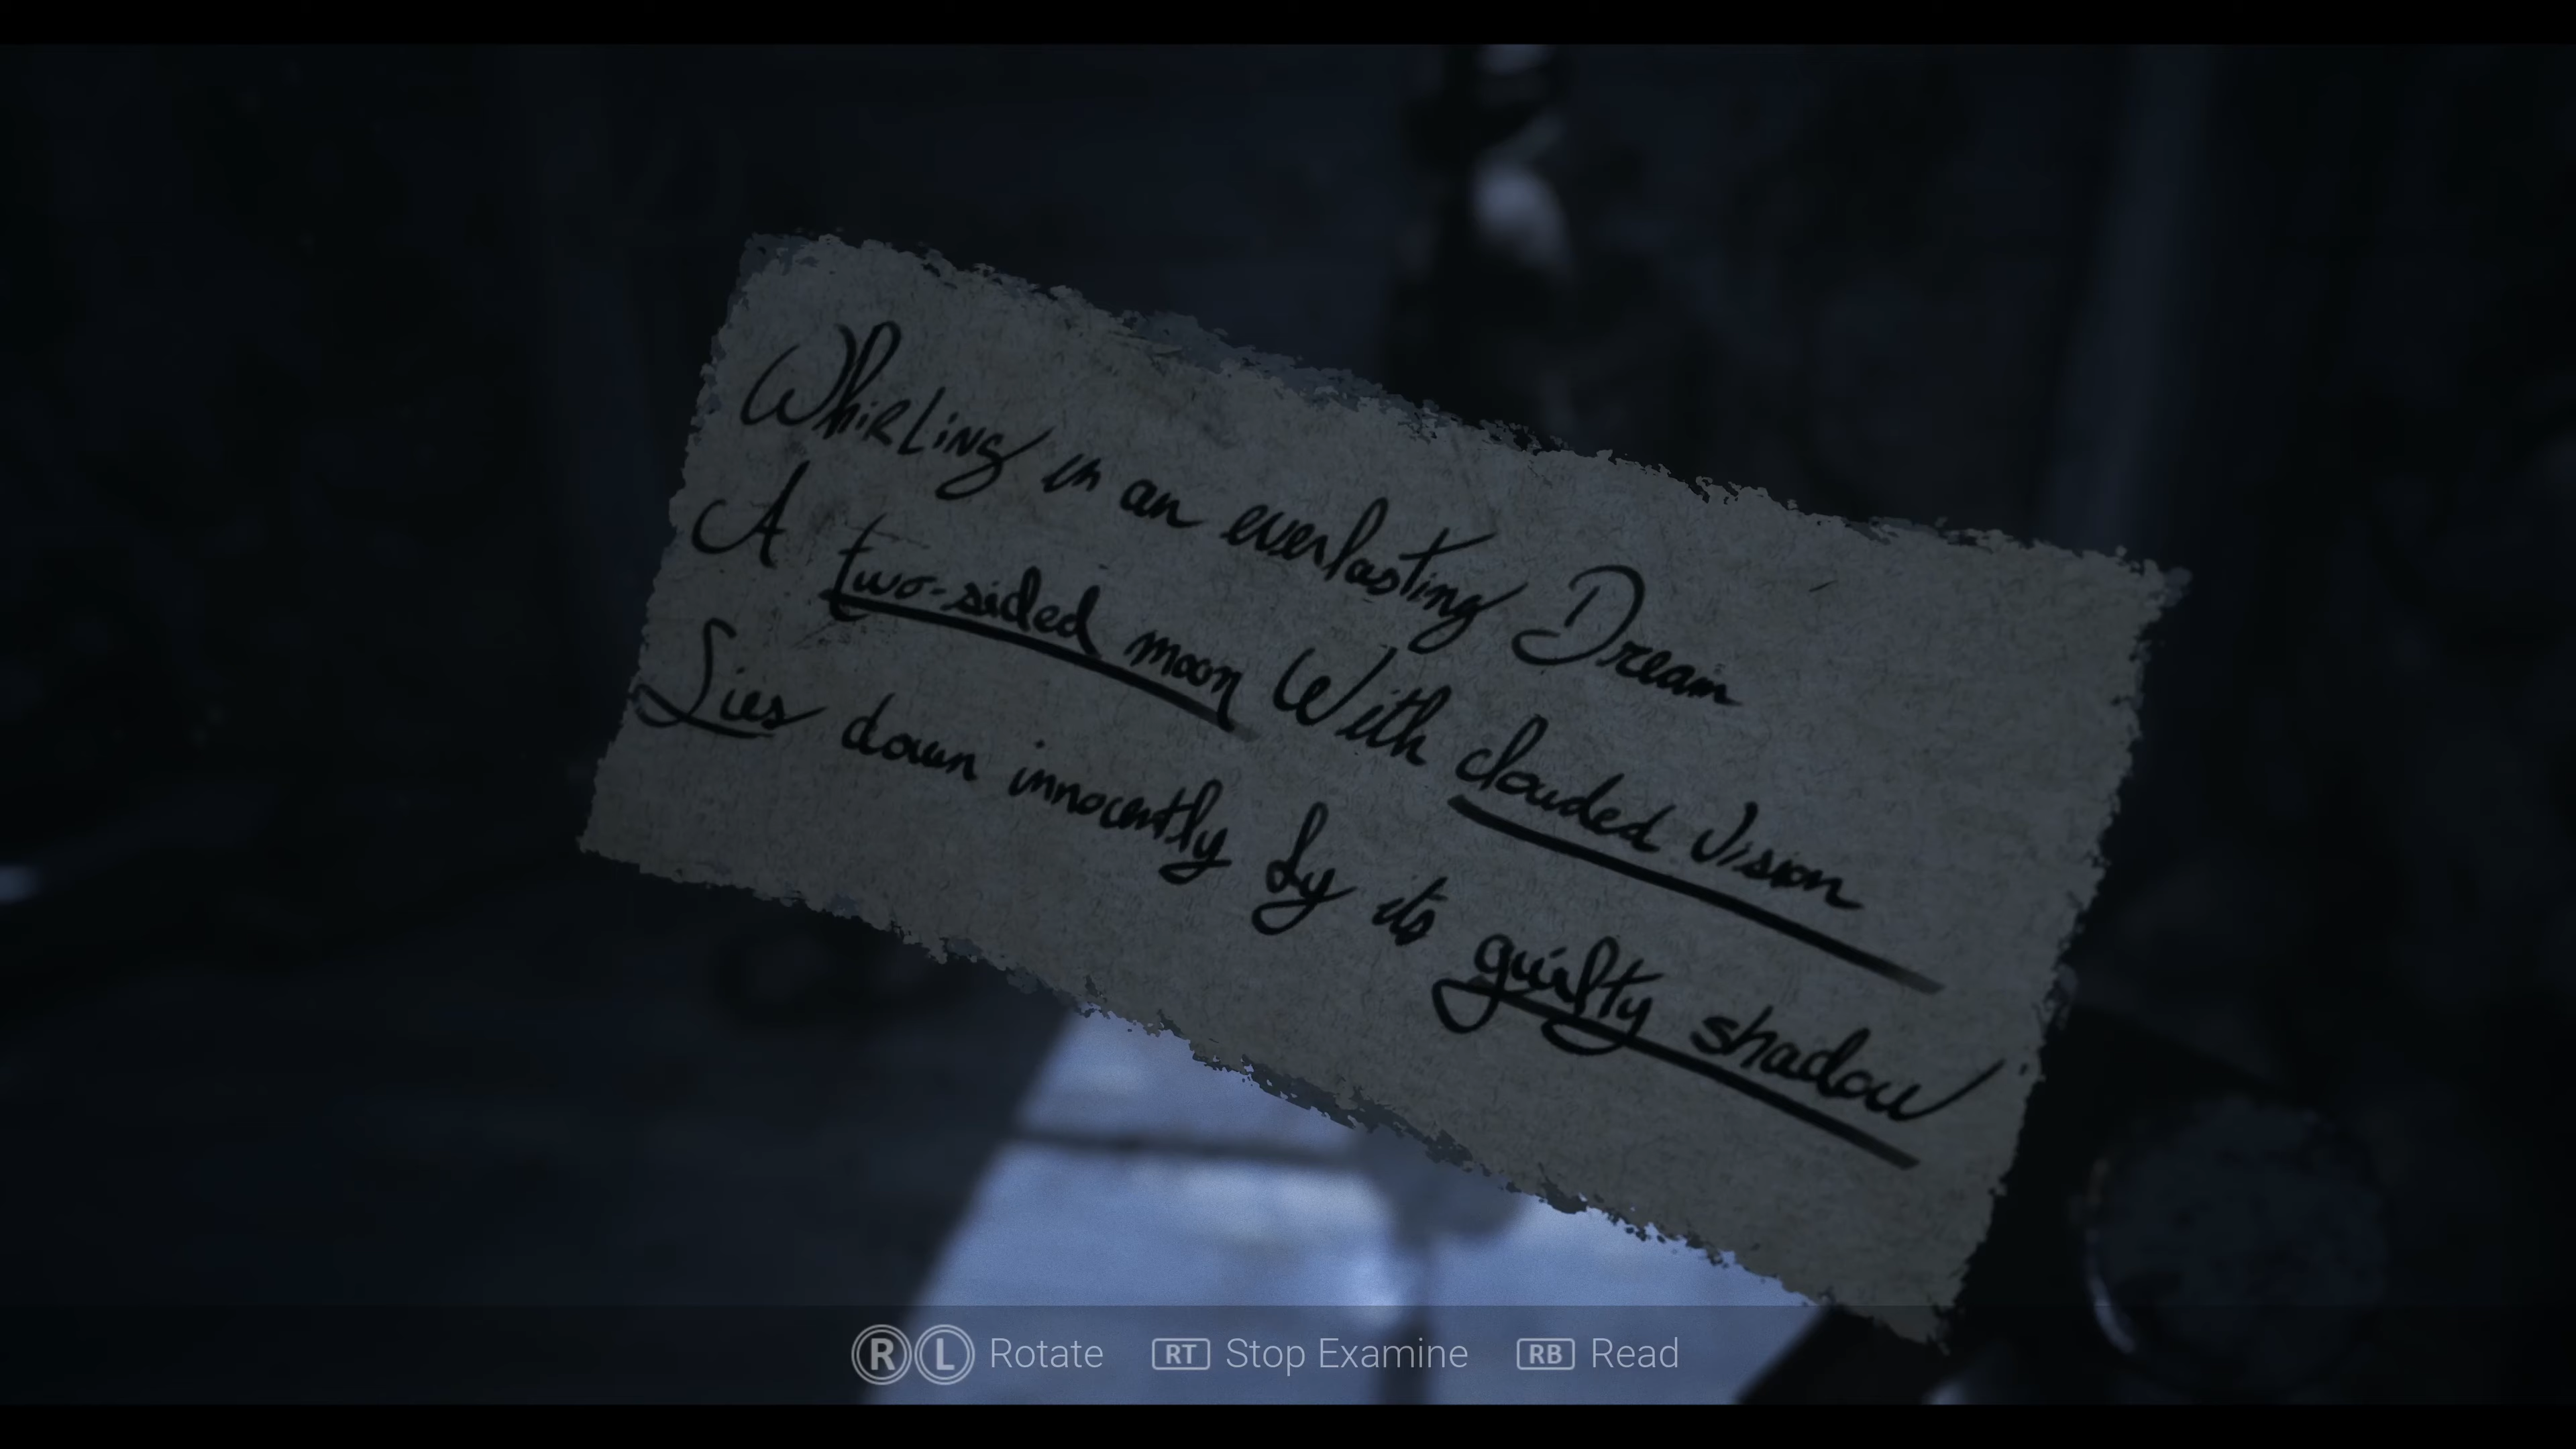 Whirling in an everlasting Dream
A two-sided moon With clouded Vision
Lies down innocently by its guilty shadow
R L Rotate RT Stop Examine RB Read